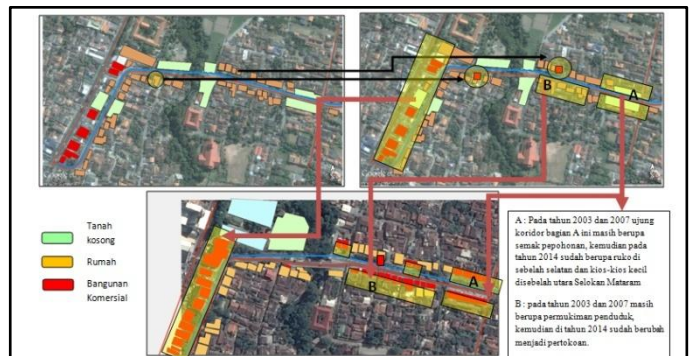 B
A
Tanah
kosong
Rumah
Bangunan
Komersial
B
A
A : Pada tahun 2003 dan 2007 ujung
koridor bagian A ini masih berupa
semak pepohonan, kemudian pada
tahun 2014 sudah berupa ruko di
sebelah selatan dan kios-kios kecil
disebelah utara Selokan Mataram
B : pada tahun 2003 dan 2007 masih
berupa permukiman penduduk,
kemudian di tahun 2014 sudah berubah
menjadi pertokoan.